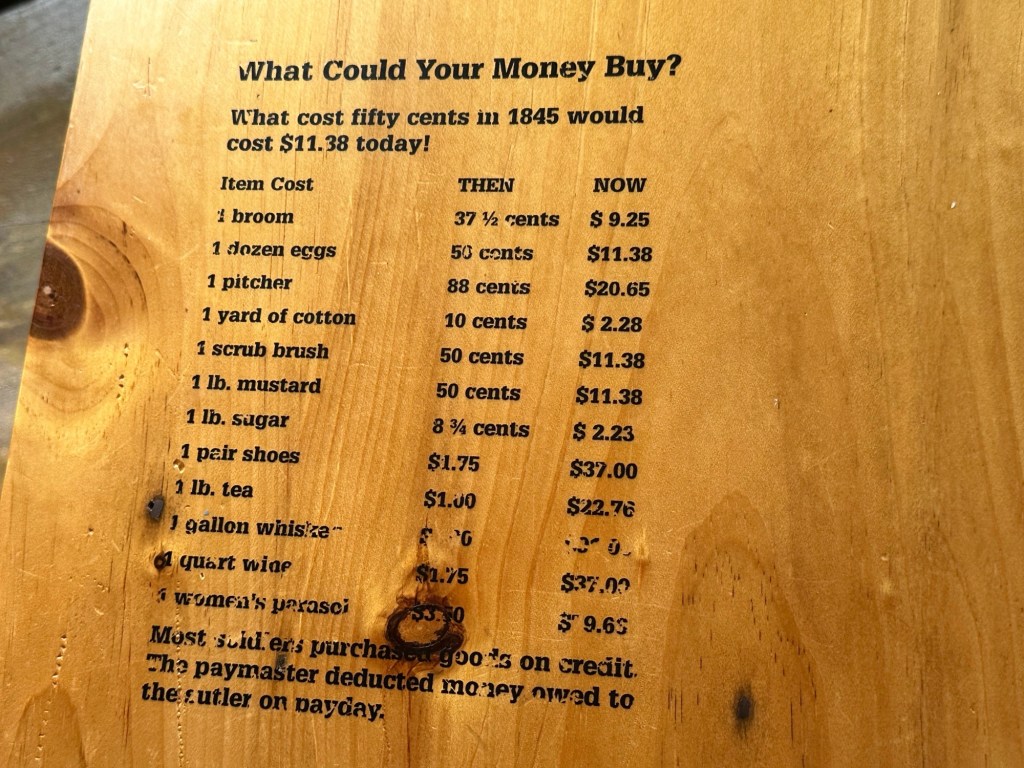 What Could Your Money Buy?
What cost fifty cents in 1845 would
cost $11.38 today!
Item Cost THEN NOW
1 broom 37 ½ cents $ 9.25
1 dozen eggs 50 cents $11.38
1 pitcher 88 cents $20.65
1 yard of cotton 10 cents $ 2.28
1 scrub brush 50 cents $11.38
1 lb. mustard 50 cents $11.38
1 lb. sugar 8 ¾ cents $ 2.23
1 pair shoes $1.75 $37.00
1 lb. tea $1.00 $22.76
1 gallon
1 quart wine $1.75 $37.00
1 women's parasol $3.50
Most soldiers purchased goods on credit.
The paymaster deducted money owed to
the sutler on payday.